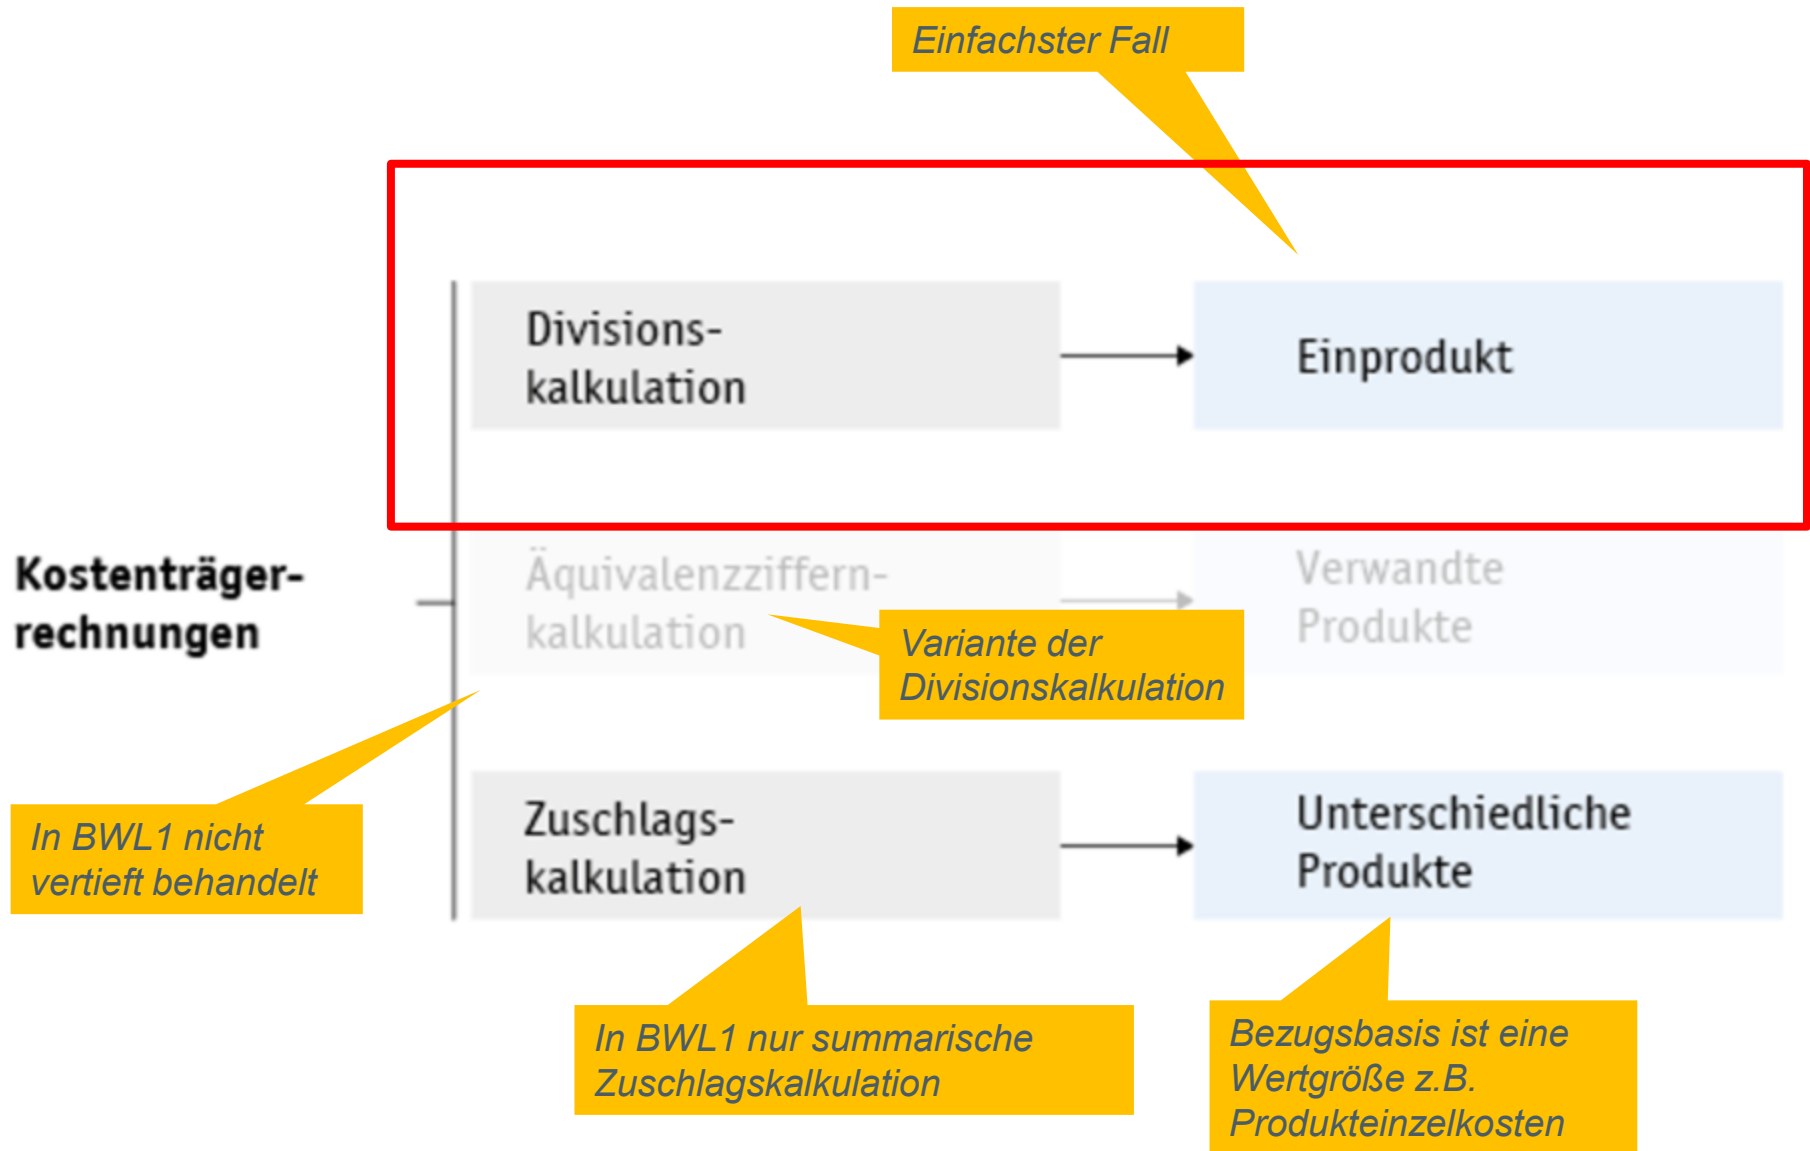 Einfachster Fall
Divisions-
kalkulation
Einprodukt
Kostenträger-
rechnungen
Äquivalenzziffern-
kalkulation
Verwandte
Produkte
Variante der
Divisionskalkulation
In BWL1 nicht
vertieft behandelt
Zuschlags-
kalkulation
Unterschiedliche
Produkte
In BWL1 nur summarische
Zuschlagskalkulation
Bezugsbasis ist eine
Wertgröße z.B.
Produkteinzelkosten